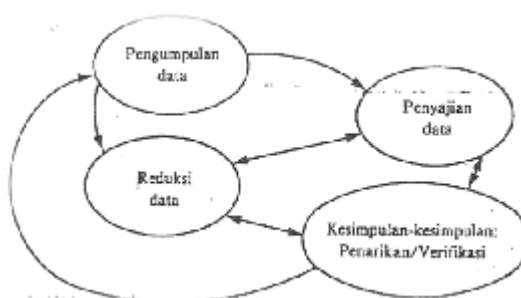 Pengumpulan
data
Penyajian
data
Reduksi
data
Kesimpulan-kesimpulan:
Penarikan/Verifikasi